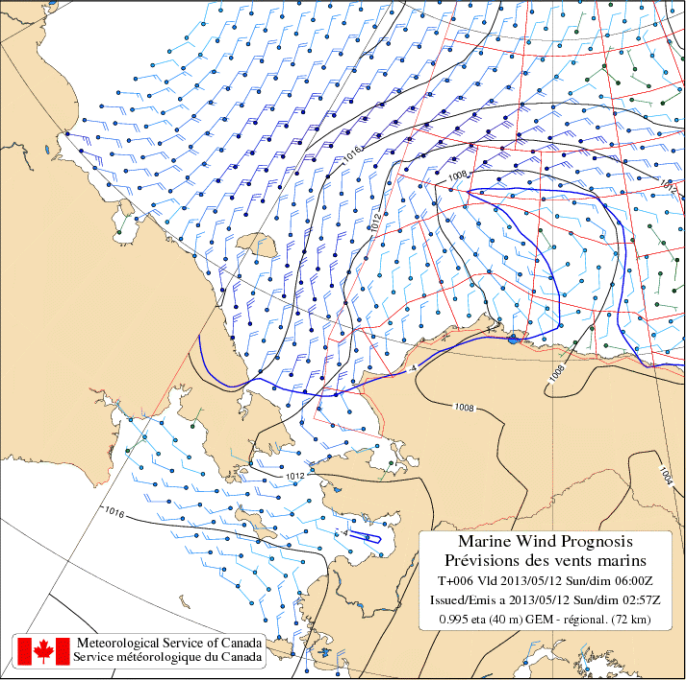 1016
1008
1012
1012
-4
1008
1008
1004
1012
1016
-4
Marine Wind Prognosis
Prévisions des vents marins
T+006 Vld 2013/05/12 Sun/dim 06:00Z
Issued/Emis a 2013/05/12 Sun/dim 02:57Z
0.995 eta (40 m) GEM - régional. (72 km)
Meteorological Service of Canada
Service météorologique du Canada